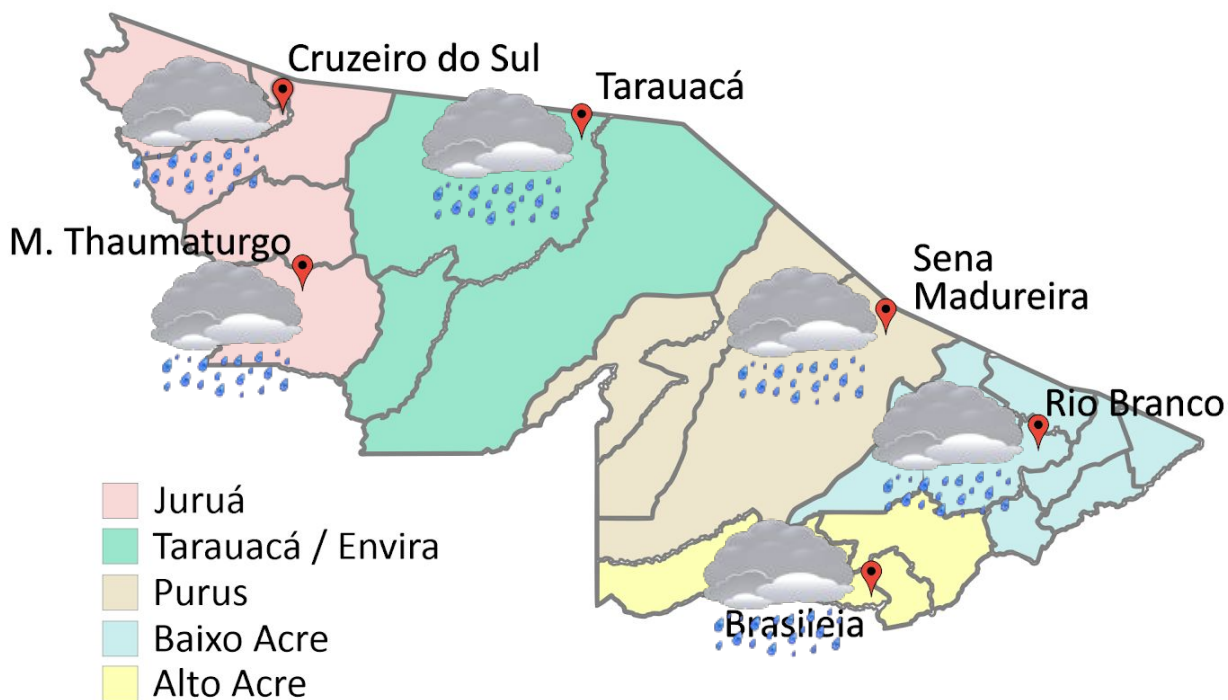 Cruzeiro do Sul
Tarauacá
M. Thaumaturgo
Sena
Madureira
Rio Branco
Brasileia
Juruá
Tarauacá / Envira
Purus
Baixo Acre
Alto Acre